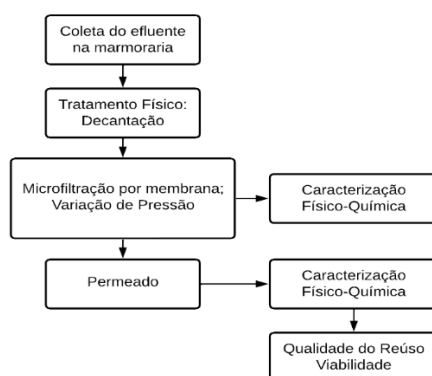 Coleta do efluente
na marmoraria
Tratamento Físico:
Decantação
Microfiltração por membrana;
Variação de Pressão
Caracterização
Físico-Química
Permeado
Caracterização
Físico-Química
Qualidade do Reúso
Viabilidade